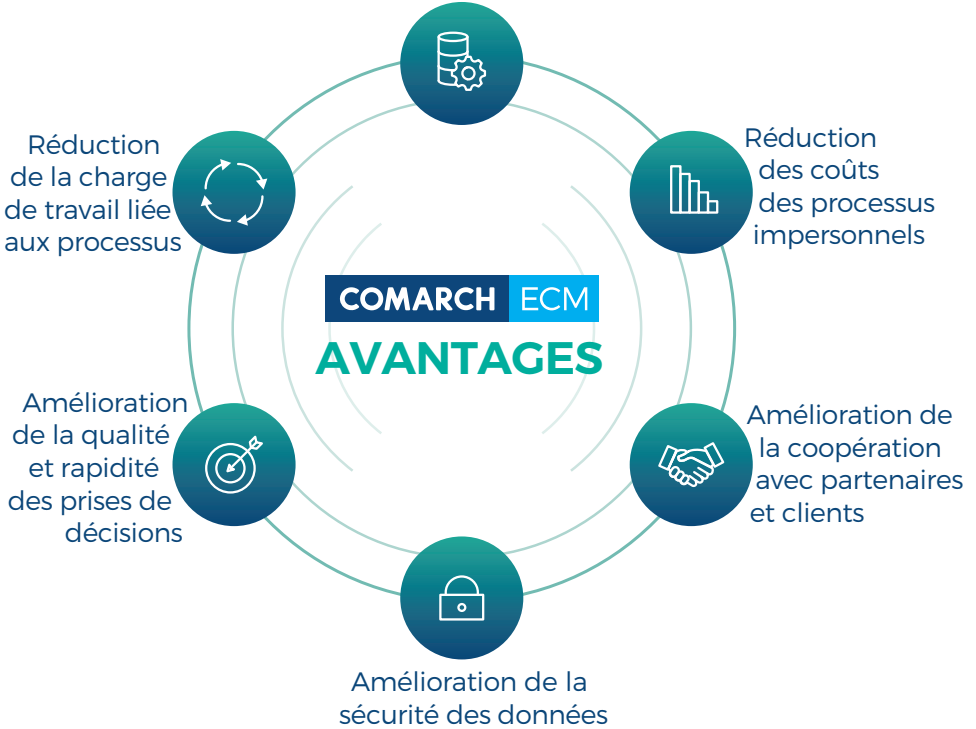 Réduction
de la charge
de travail liée
aux processus
Réduction
des coûts
des processus
impersonnels
COMARCH ECM
AVANTAGES
Amélioration
de la qualité
et rapidité
des prises de
décisions
Amélioration de
la coopération
avec partenaires
et clients
Amélioration de la
sécurité des données